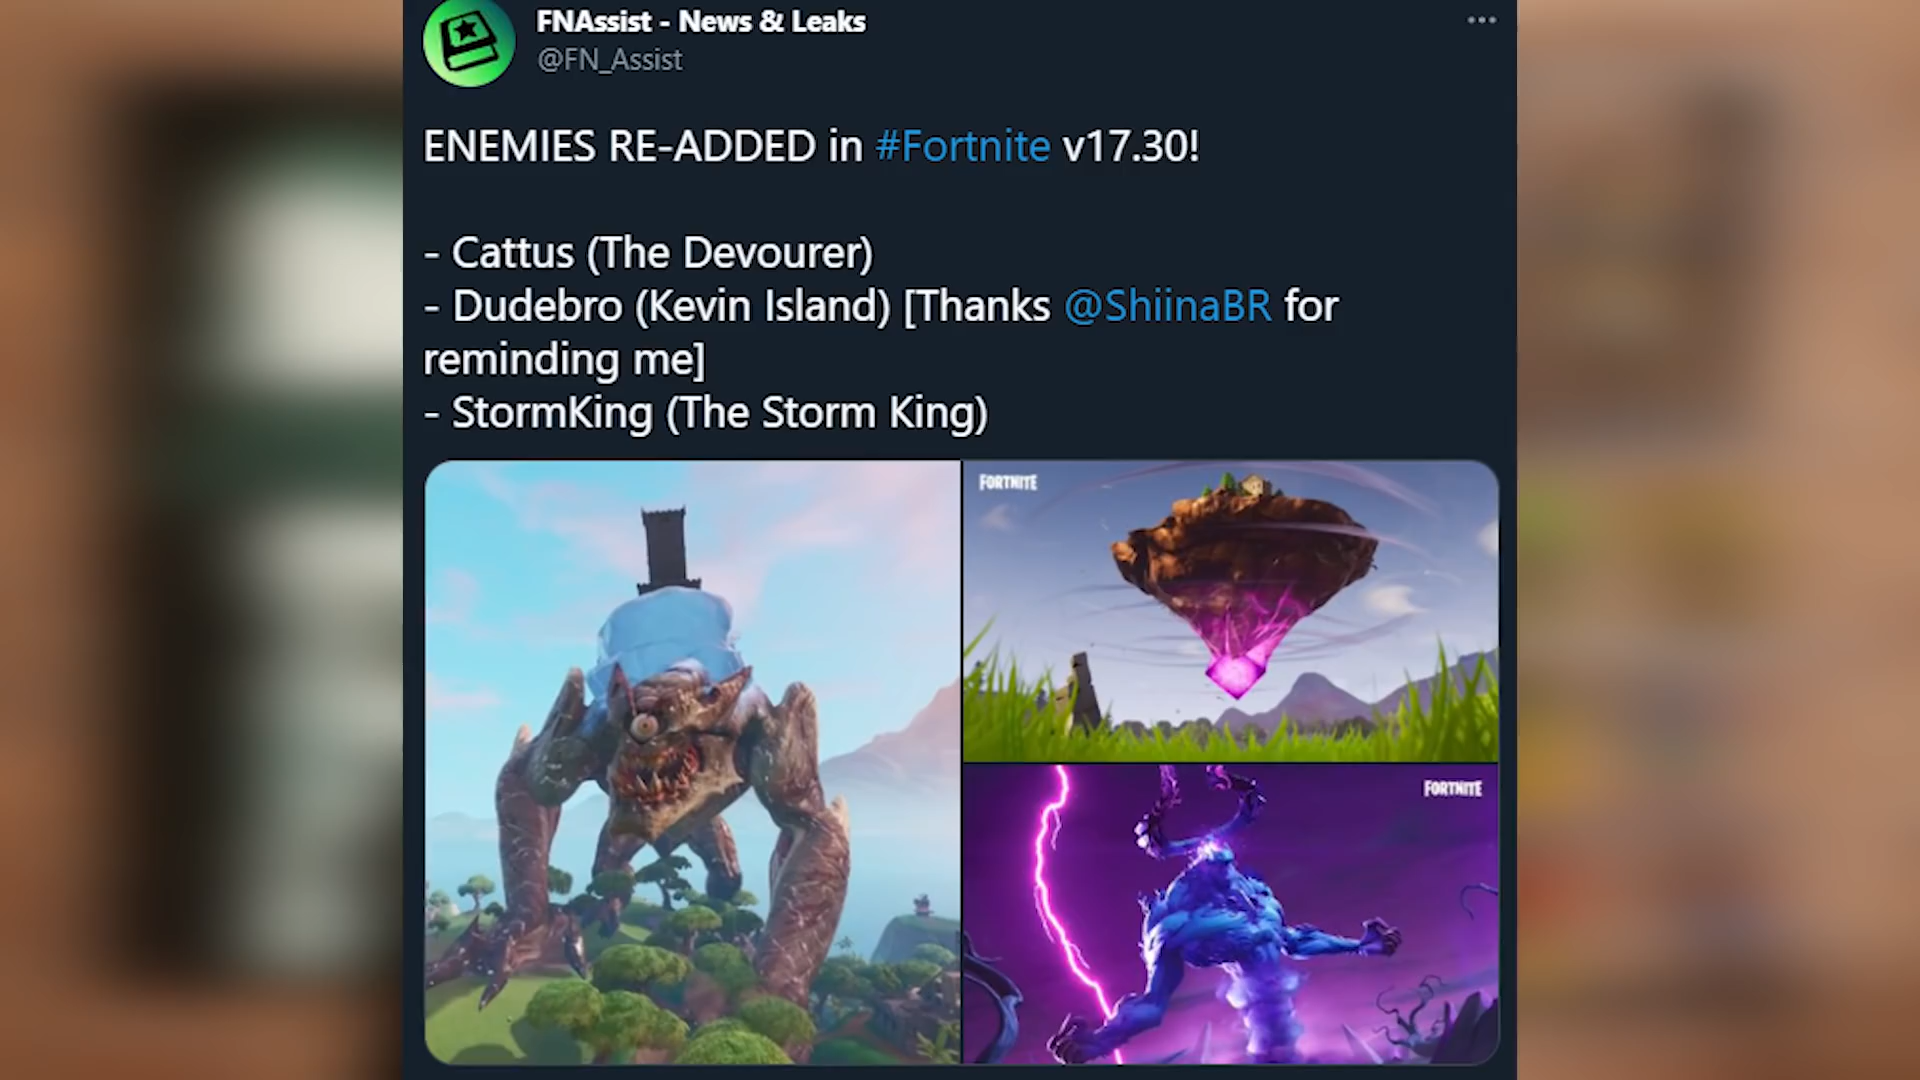 FNAssist - News & Leaks
@FN_Assist
ENEMIES RE-ADDED in #Fortnite v17.30!
- Cattus (The Devourer)
- Dudebro (Kevin Island) [Thanks @ShiinaBR for
reminding me]
- StormKing (The Storm King)
FORTNITE
FORTNITE